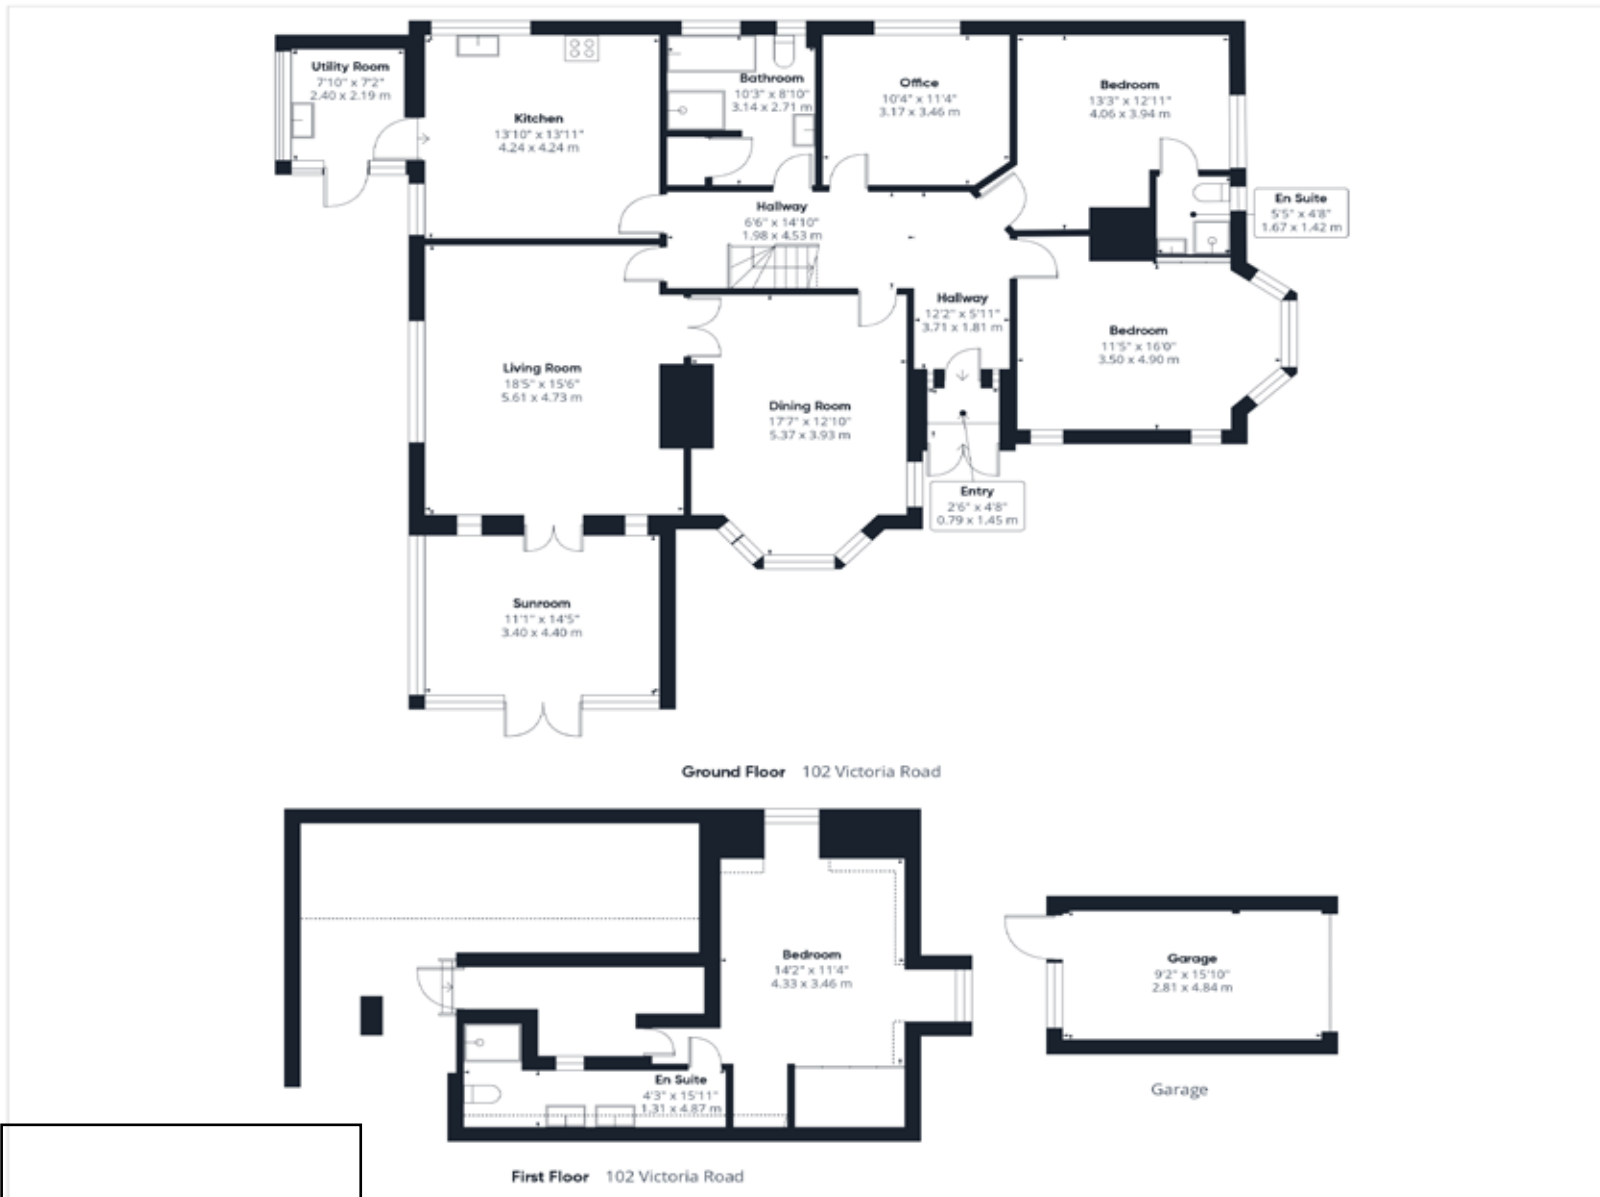 Utility Room
7'10" x 7'2"
2.40 x 2.19 m
Kitchen
13'10" x 13'11"
4.24 x 4.24 m
Bathroom
10'3" x 8'10"
3.14 x 2.71 m
Office
10'4" x 11'4"
3.17 x 3.46 m
Bedroom
13'3" x 12'11"
4.06 x 3.94 m
En Suite
5'5" x 4'8"
1.67 x 1.42 m
Hallway
6'6" x 14'10"
1.98 x 4.53 m
Hallway
12'2" x 5'11"
3.71 x 1.81 m
Bedroom
11'5" x 16'0"
3.50 x 4.90 m
Living Room
18'5" x 15'6"
5.61 x 4.73 m
Dining Room
17'7" x 12'10"
5.37 x 3.93 m
Entry
2'6" x 4'8"
0.79 x 1.45 m
Sunroom
11'1" x 14'5"
3.40 x 4.40 m
Ground Floor 102 Victoria Road
Bedroom
14'2" x 11'4"
4.33 x 3.46 m
Garage
9'2" x 15'10"
2.81 x 4.84 m
En Suite
4'3" x 15'11"
1.31 x 4.87 m
Garage
First Floor 102 Victoria Road